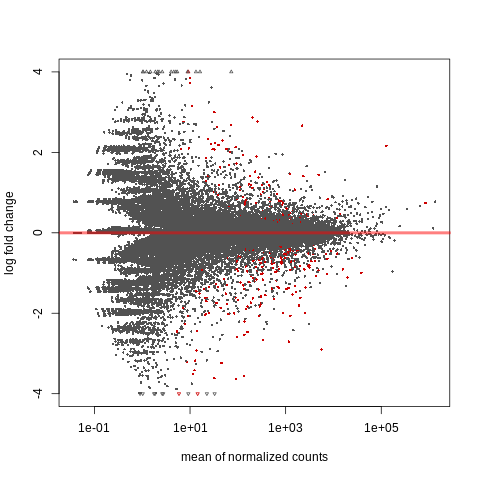 4
2
0
-2
-4
log fold change
1e-01
1e+01
1e+03
1e+05
mean of normalized counts